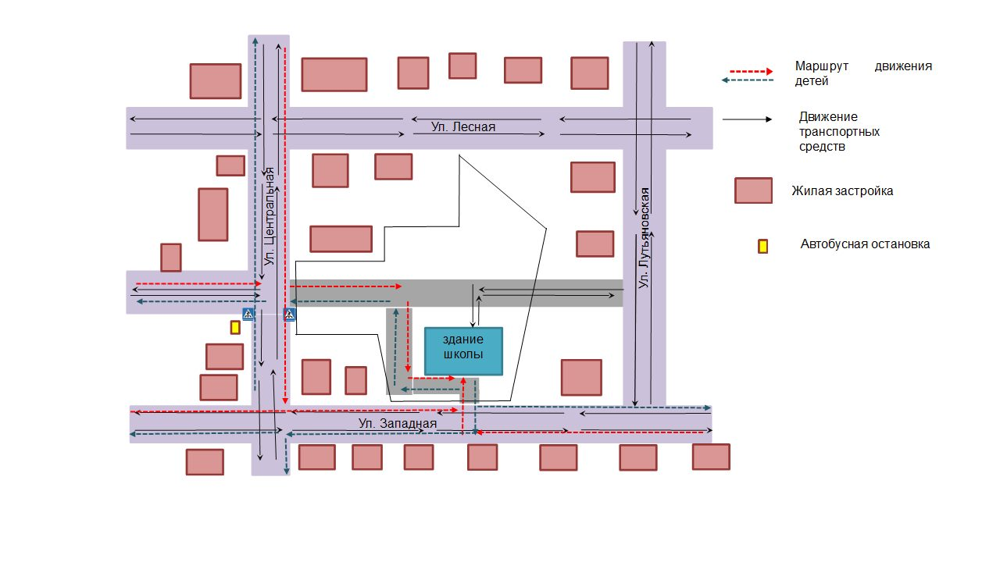 Маршрут движения
детей
Движение
транспортных
средств
Жилая застройка
Автобусная остановка
Ул. Лесная
Ул. Центральная
Ул. Лутьяновская
здание
школы
Ул. Западная